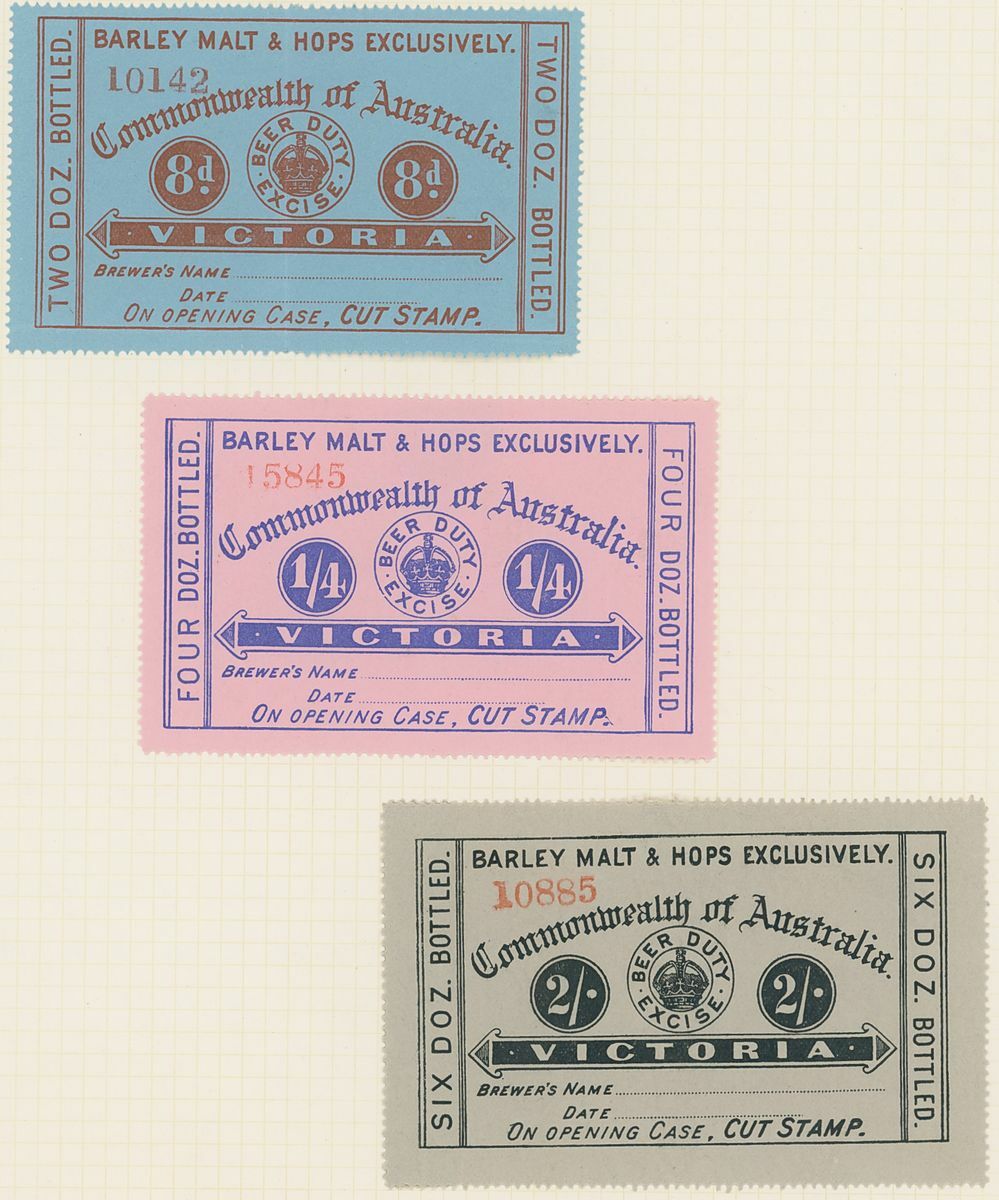 BARLEY MALT & HOPS EXCLUSIVELY.
10142
Commonwealth of Australia.
BEER DUTY
8d.
8d.
· EXCISE ·
· VICTORIA ·
BREWER'S NAME
DATE
ON OPENING CASE, CUT STAMP.
TWO DOZ. BOTTLED.
TWO DOZ. BOTTLED.
BARLEY MALT & HOPS EXCLUSIVELY.
15845
Commonwealth of Australia.
BEER DUTY
1/4
1/4
· EXCISE ·
· VICTORIA ·
BREWER'S NAME
DATE
ON OPENING CASE, CUT STAMP.
FOUR DOZ. BOTTLED.
FOUR DOZ. BOTTLED.
BARLEY MALT & HOPS EXCLUSIVELY.
10885
Commonwealth of Australia.
BEER DUTY
2/·
2/·
· EXCISE ·
· VICTORIA ·
BREWER'S NAME
DATE
ON OPENING CASE, CUT STAMP.
SIX DOZ. BOTTLED.
SIX DOZ. BOTTLED.